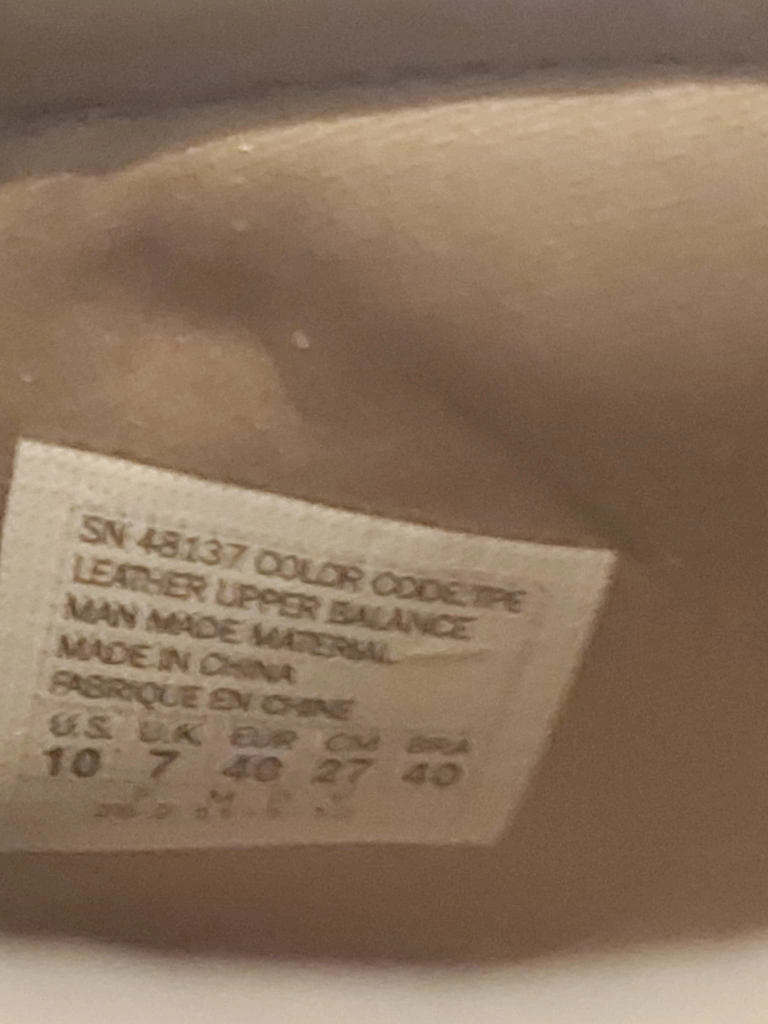 SN 48137 COLOR CODE TPE
LEATHER UPPER BALANCE
MAN MADE MATERIAL
MADE IN CHINA
FABRIQUE EN CHINE
U.S. U.K. EUR CM BRA
10 7 40 27 40